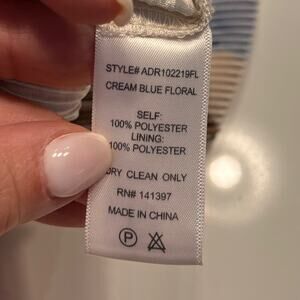 STYLE# ADR102219FL
CREAM BLUE FLORAL
SELF:
100% POLYESTER
LINING:
100% POLYESTER
DRY CLEAN ONLY
RN# 141397
MADE IN CHINA
P